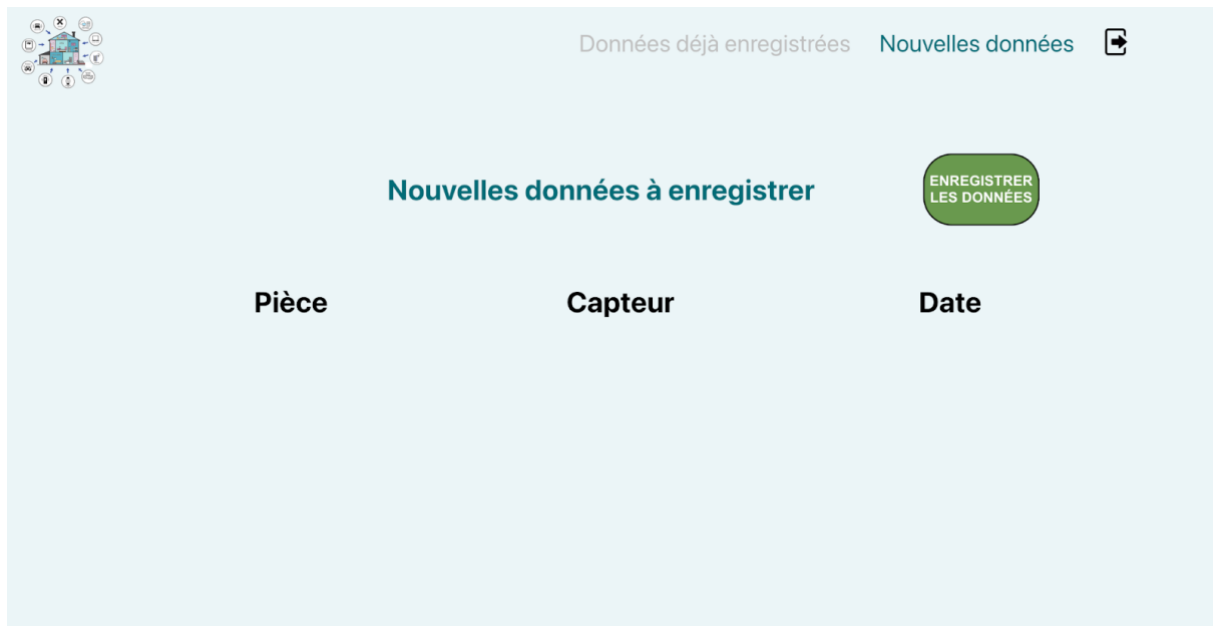 Données déjà enregistrées Nouvelles données
Nouvelles données à enregistrer
ENREGISTRER
LES DONNÉES
Pièce Capteur Date